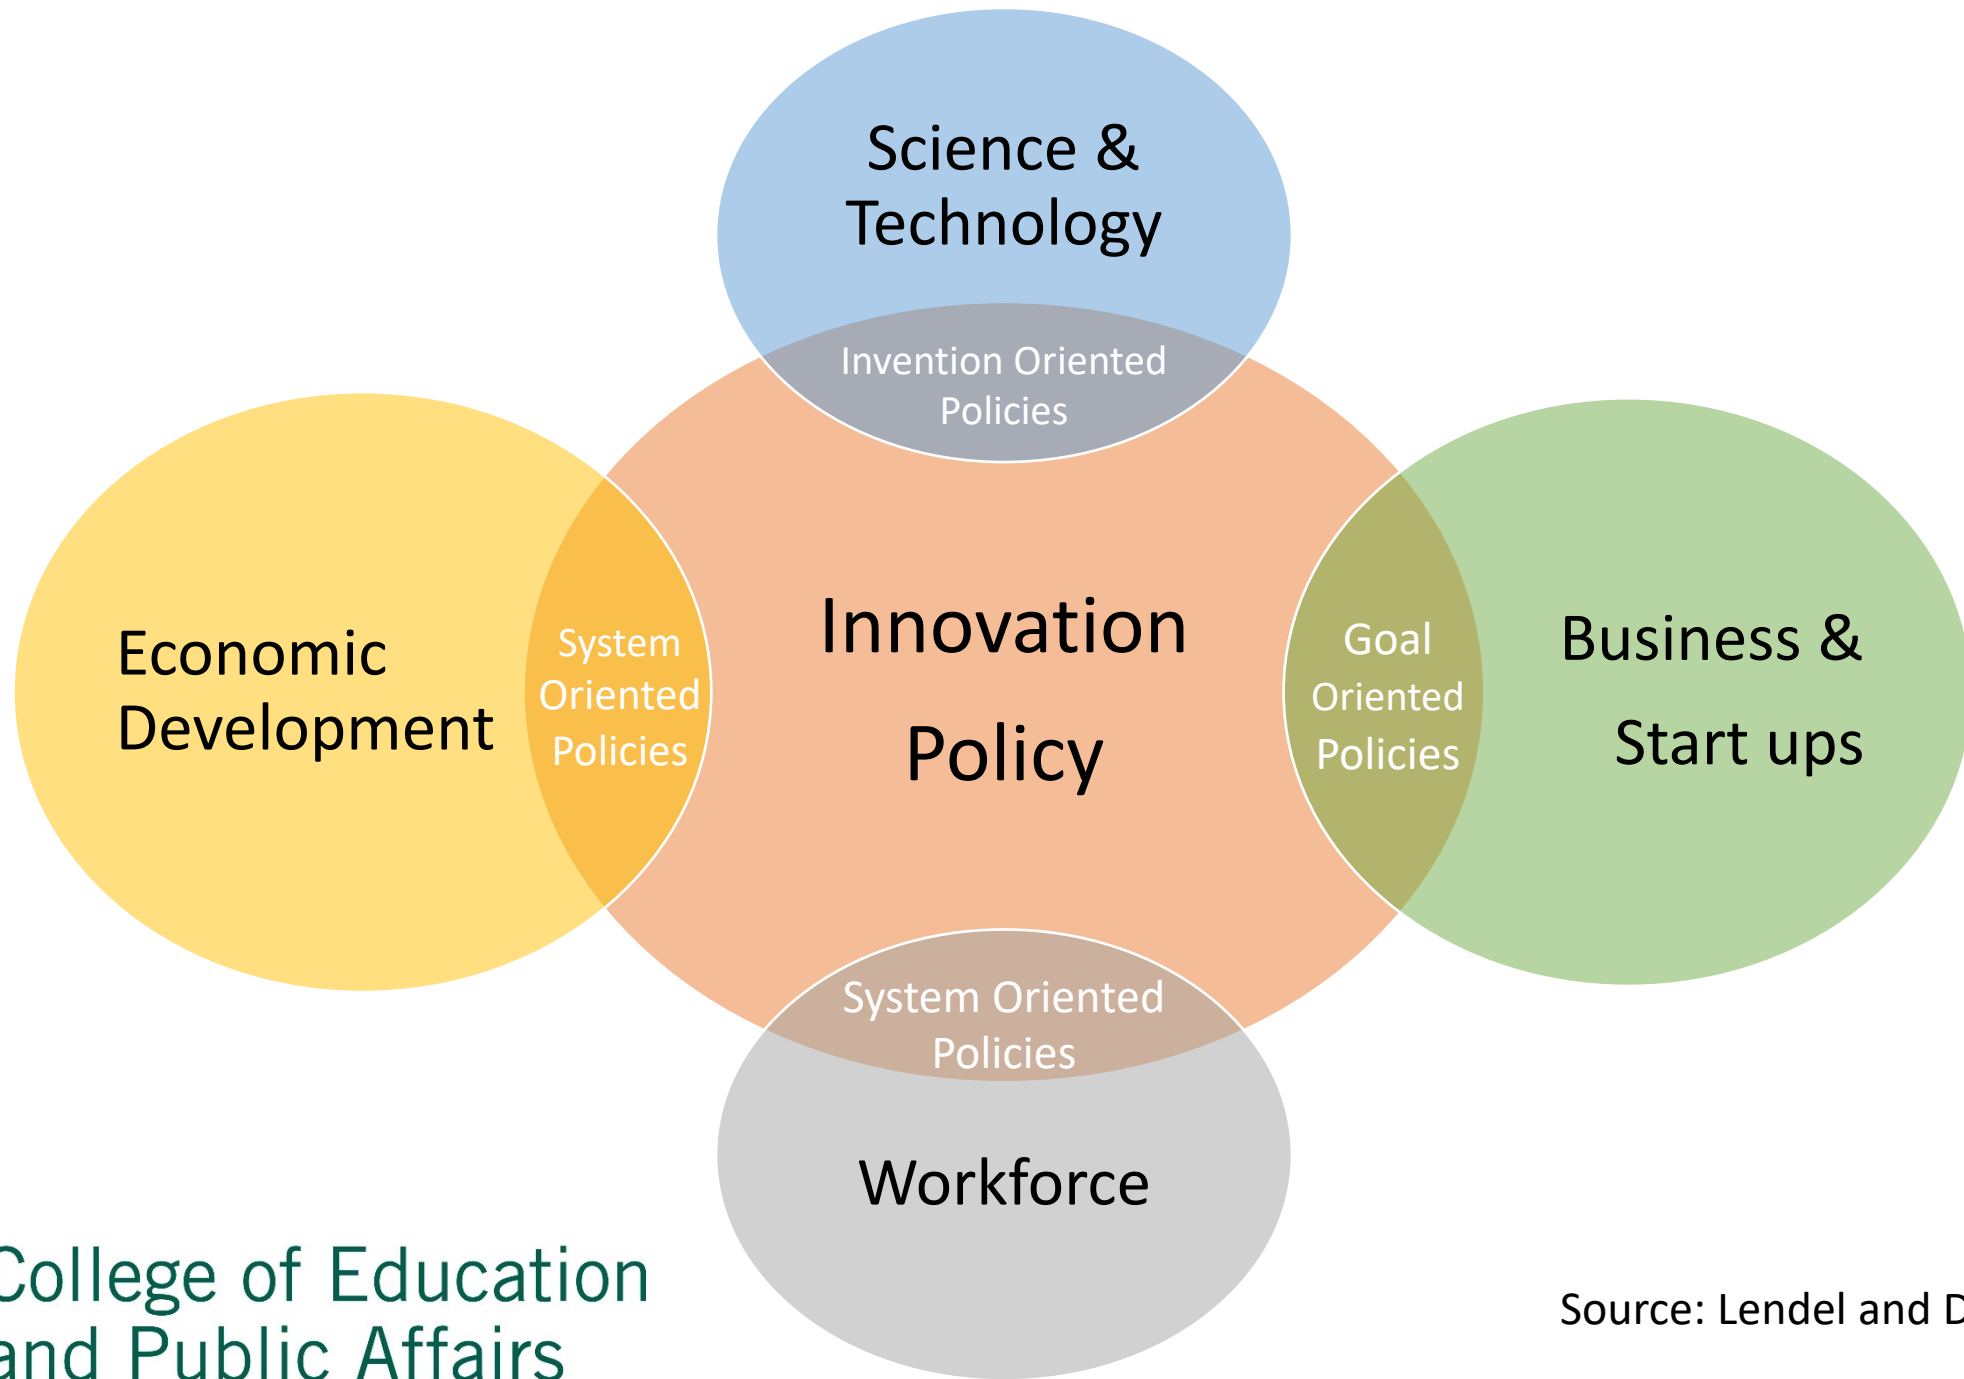 Science &
Technology
Invention Oriented
Policies
Economic
Development
System
Oriented
Policies
Innovation
Policy
Goal
Oriented
Policies
Business &
Start ups
System Oriented
Policies
Workforce
College of Education
and Public Affairs
Source: Lendel and